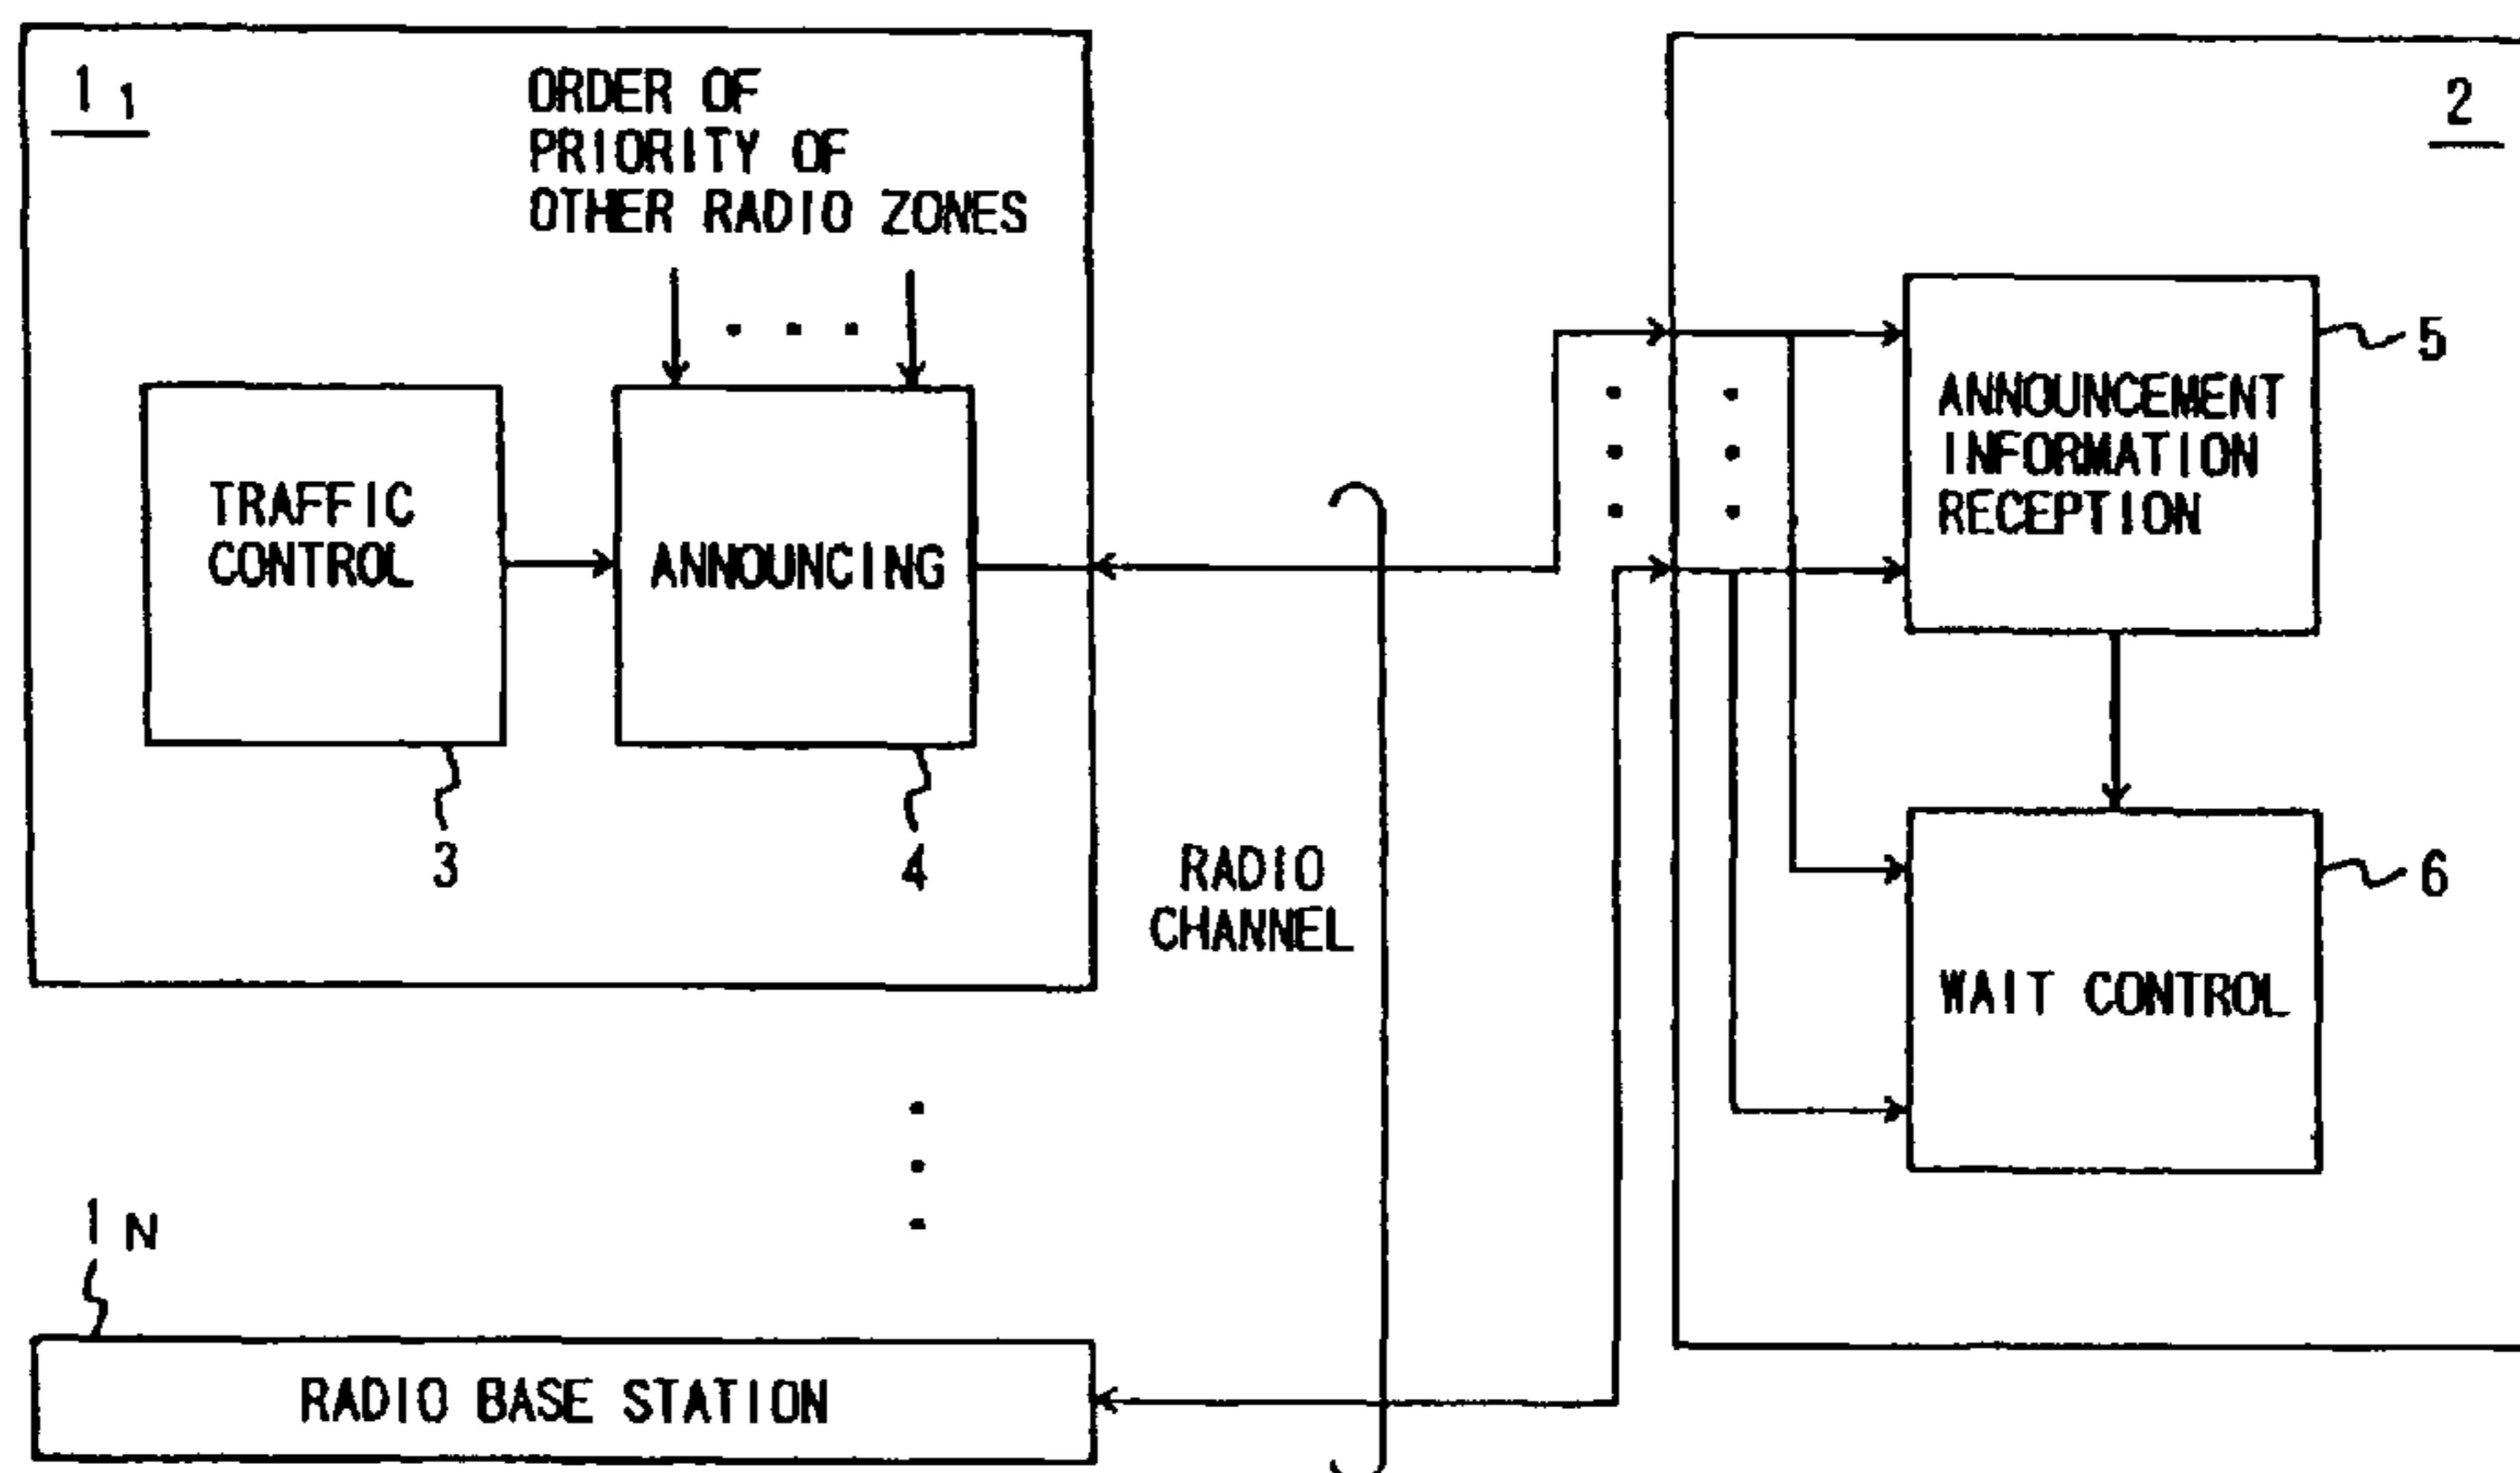 1 1
ORDER OF
PRIORITY OF
OTHER RADIO ZONES
TRAFFIC
CONTROL
ANNOUNCING
3
4
RADIO
CHANNEL
2
ANNOUNCEMENT
INFORMATION
RECEPTION
5
WAIT CONTROL
6
1 N
RADIO BASE STATION